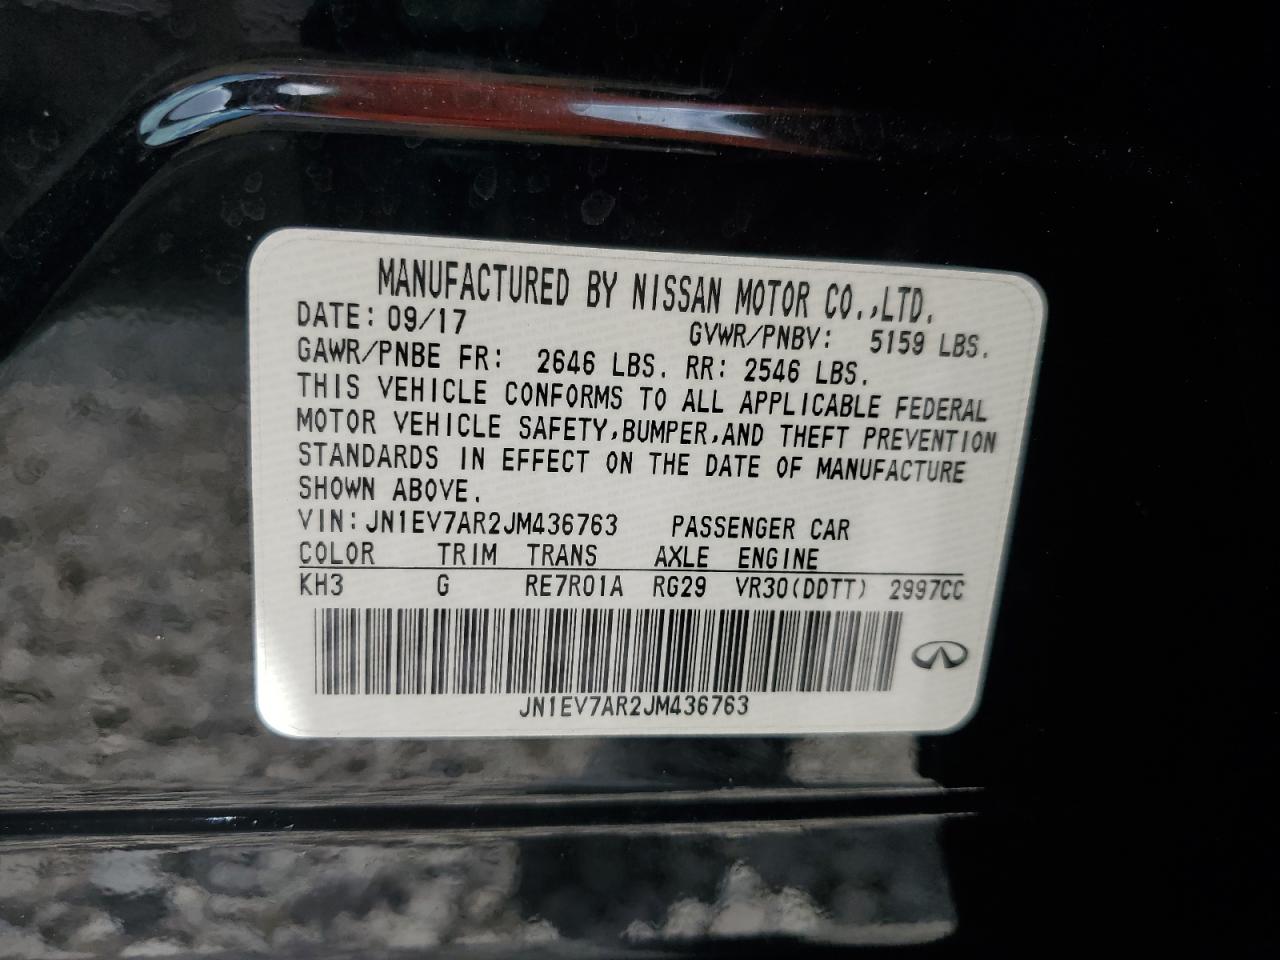 MANUFACTURED BY NISSAN MOTOR CO.,LTD.
DATE: 09/17 GVWR/PNBV: 5159 LBS.
GAWR/PNBE FR: 2646 LBS. RR: 2546 LBS.
THIS VEHICLE CONFORMS TO ALL APPLICABLE FEDERAL
MOTOR VEHICLE SAFETY,BUMPER,AND THEFT PREVENTION
STANDARDS IN EFFECT ON THE DATE OF MANUFACTURE
SHOWN ABOVE.
VIN: JN1EV7AR2JM436763 PASSENGER CAR
COLOR TRIM TRANS AXLE ENGINE
KH3 G RE7R01A RG29 VR30(DDTT) 2997CC
JN1EV7AR2JM436763